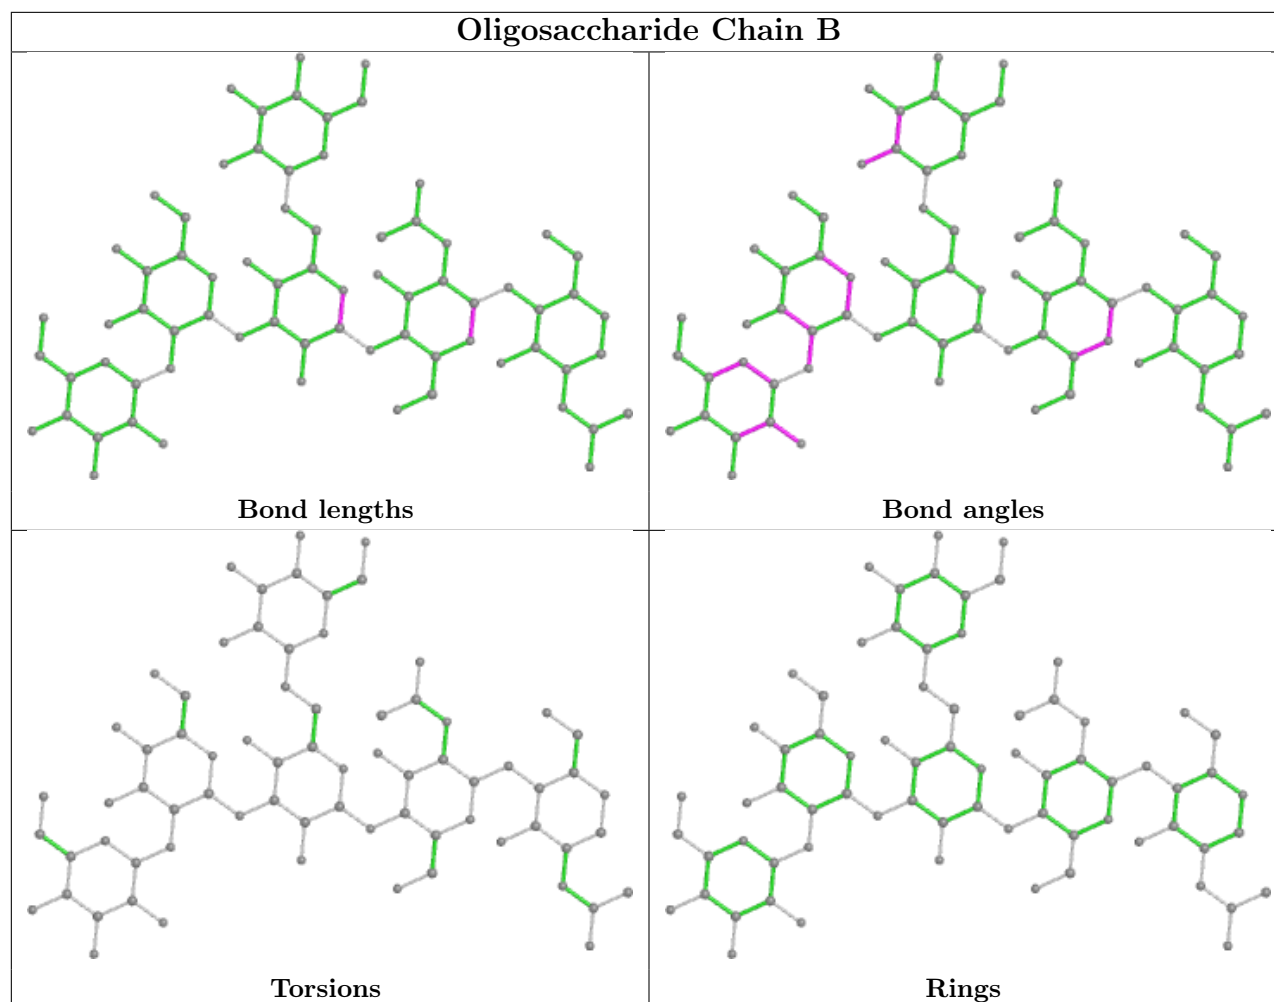 Oligosaccharide Chain B
Bond lengths
Bond angles
Torsions
Rings